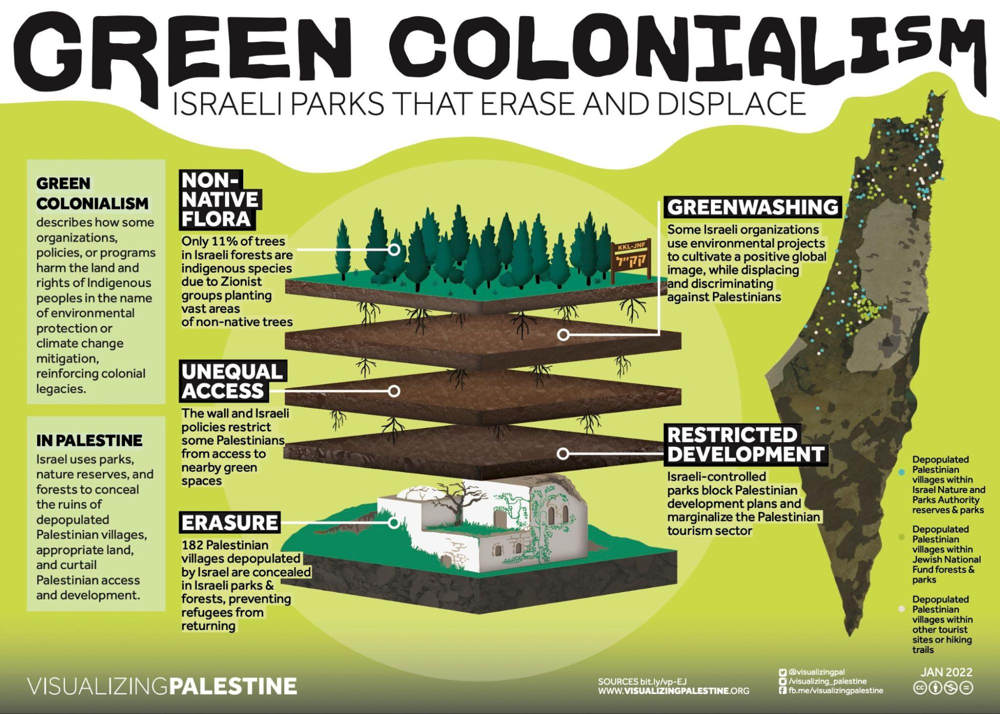 GREEN COLONIALISM
ISRAELI PARKS THAT ERASE AND DISPLACE
GREEN
COLONIALISM
describes how some
organizations,
policies, or programs
harm the land and
rights of Indigenous
peoples in the name
of environmental
protection or
climate change
mitigation,
reinforcing colonial
legacies.
IN PALESTINE
Israel uses parks,
nature reserves, and
forests to conceal
the ruins of
depopulated
Palestinian villages,
appropriate land,
and curtail
Palestinian access
and development.
NON-
NATIVE
FLORA
Only 11% of trees
in Israeli forests are
indigenous species
due to Zionist
groups planting
vast areas
of non-native trees
UNEQUAL
ACCESS
The wall and Israeli
policies restrict
some Palestinians
from access to
nearby green
spaces
ERASURE
182 Palestinian
villages depopulated
by Israel are concealed
in Israeli parks &
forests, preventing
refugees from
returning
KKL-JNF
קק״ל
GREENWASHING
Some Israeli organizations
use environmental projects
to cultivate a positive global
image, while displacing
and discriminating
against Palestinians
RESTRICTED
DEVELOPMENT
Israeli-controlled
parks block Palestinian
development plans and
marginalize the Palestinian
tourism sector
Depopulated
Palestinian
villages within
Israel Nature and
Parks Authority
reserves & parks
Depopulated
Palestinian
villages within
Jewish National
Fund forests &
parks
Depopulated
Palestinian
villages within
other tourist
sites or hiking
trails
VISUALIZINGPALESTINE
SOURCES bit.ly/vp-EJ
WWW.VISUALIZINGPALESTINE.ORG
@visualizingpal
/visualizing_palestine
fb.me/visualizingpalestine
JAN 2022
cc